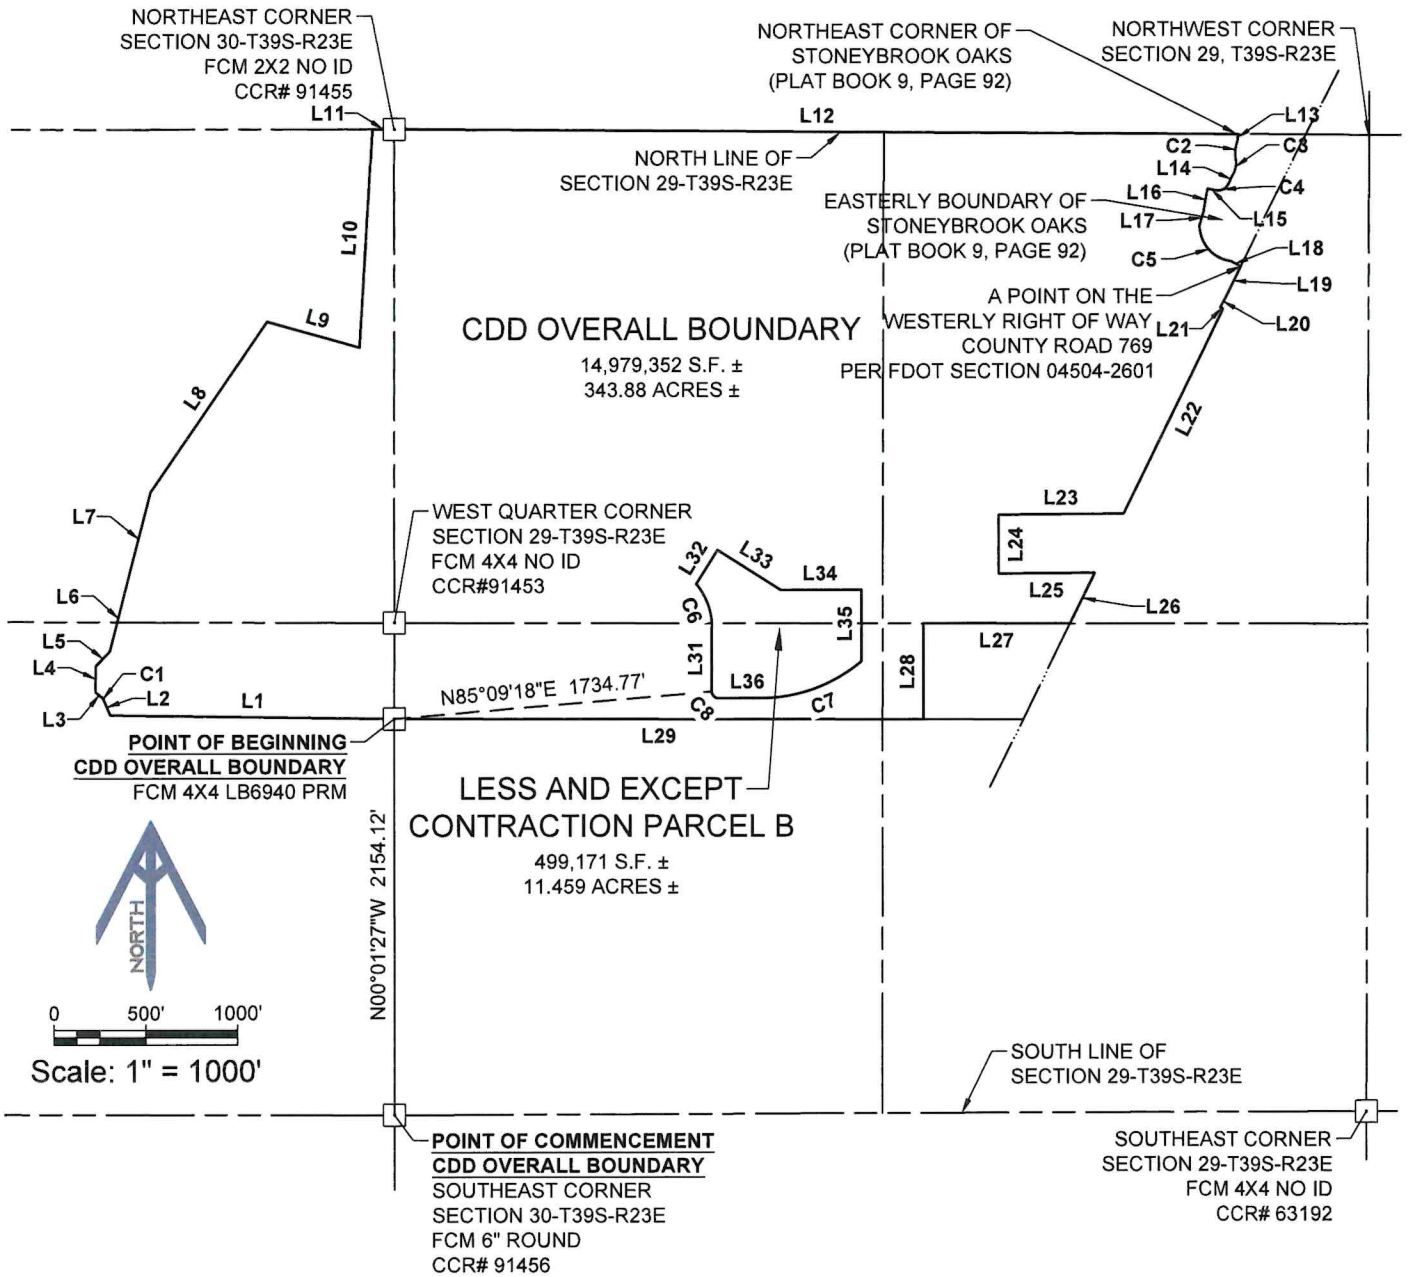 NORTHEAST CORNER
SECTION 30-T39S-R23E
FCM 2X2 NO ID
CCR# 91455
NORTHEAST CORNER OF
STONEYBROOK OAKS
(PLAT BOOK 9, PAGE 92)
NORTHWEST CORNER
SECTION 29, T39S-R23E
L11
L12
L13
NORTH LINE OF
SECTION 29-T39S-R23E
C2
C3
L14
C4
L16
L15
EASTERLY BOUNDARY OF
STONEYBROOK OAKS
(PLAT BOOK 9, PAGE 92)
L17
C5
L18
L19
L10
L9
L8
CDD OVERALL BOUNDARY
14,979,352 S.F. ±
343.88 ACRES ±
A POINT ON THE
WESTERLY RIGHT OF WAY
COUNTY ROAD 769
PER FDOT SECTION 04504-2601
L21
L20
L22
L7
L6
L5
L4
L3
C1
L2
L1
WEST QUARTER CORNER
SECTION 29-T39S-R23E
FCM 4X4 NO ID
CCR#91453
L23
L24
L25
L26
L27
L28
L32
L33
L34
L35
C6
L31
L36
C7
C8
N85°09'18"E 1734.77'
L29
POINT OF BEGINNING
CDD OVERALL BOUNDARY
FCM 4X4 LB6940 PRM
LESS AND EXCEPT
CONTRACTION PARCEL B
499,171 S.F. ±
11.459 ACRES ±
N00°01'27"W 2154.12'
NORTH
0 500' 1000'
Scale: 1" = 1000'
SOUTH LINE OF
SECTION 29-T39S-R23E
POINT OF COMMENCEMENT
CDD OVERALL BOUNDARY
SOUTHEAST CORNER
SECTION 30-T39S-R23E
FCM 6" ROUND
CCR# 91456
SOUTHEAST CORNER
SECTION 29-T39S-R23E
FCM 4X4 NO ID
CCR# 63192